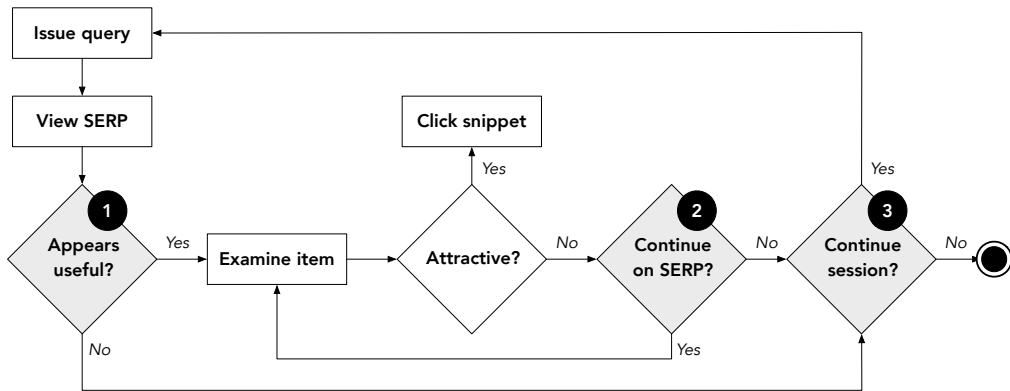 Issue query
View SERP
Click snippet
Yes
Yes
1
2
3
Appears
useful?
Yes
Examine item
Attractive?
No
Continue
on SERP?
No
Continue
session?
No
No
Yes